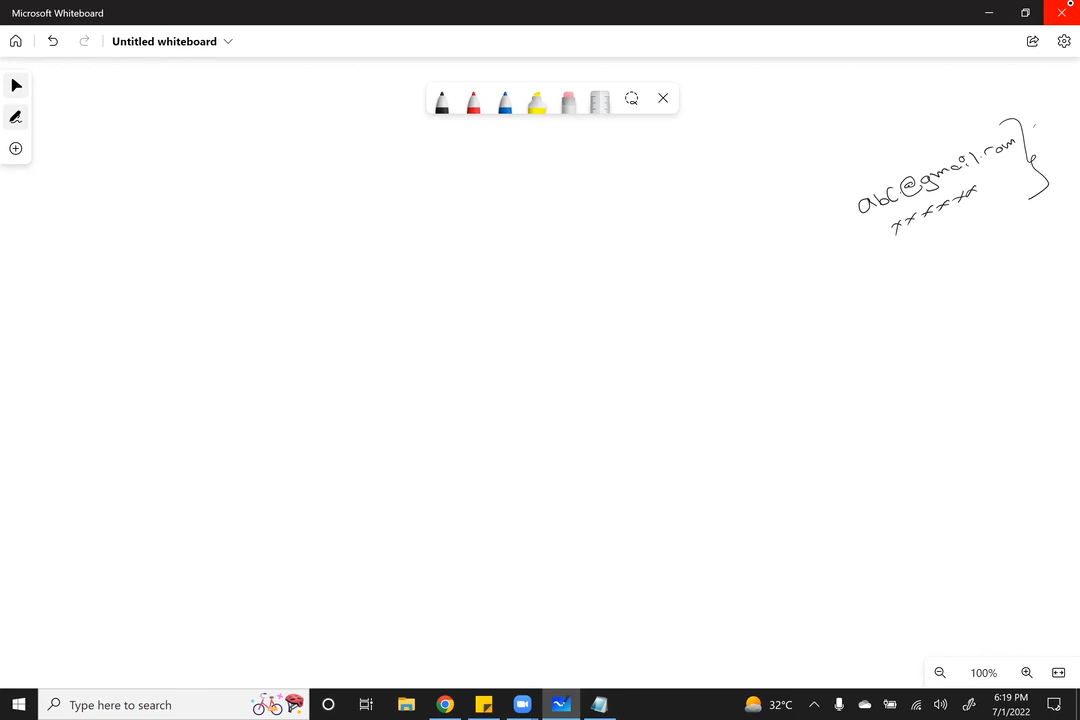 Microsoft Whiteboard
Untitled whiteboard
abc@gmail.com
xxxxxx
100%
Type here to search
32°C
6:19 PM
7/1/2022